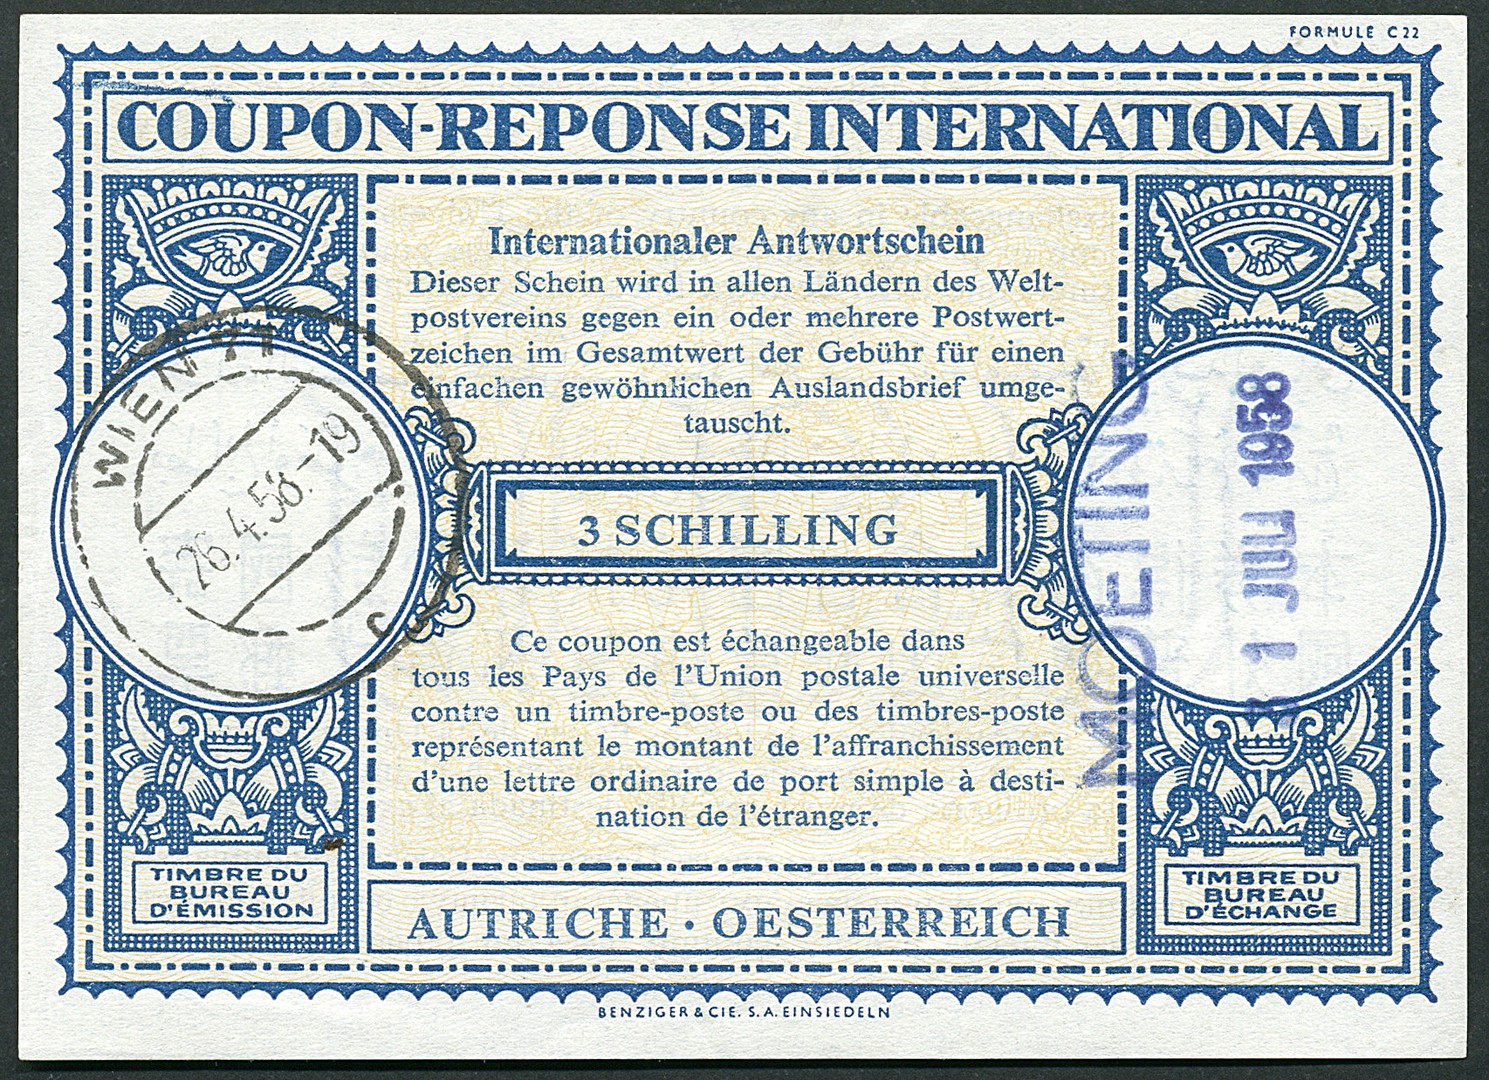 FORMULE C 22
COUPON-REPONSE INTERNATIONAL
Internationaler Antwortschein
Dieser Schein wird in allen Ländern des Welt-
postvereins gegen ein oder mehrere Postwert-
zeichen im Gesamtwert der Gebühr für einen
einfachen gewöhnlichen Auslandsbrief umge-
tauscht.
3 SCHILLING
Ce coupon est échangeable dans
tous les Pays de l'Union postale universelle
contre un timbre-poste ou des timbres-poste
représentant le montant de l'affranchissement
d'une lettre ordinaire de port simple à desti-
nation de l'étranger.
WIEN 71
26.4.58.-19
c
MOETING
1 JUL 1958
TIMBRE DU
BUREAU
D'ÉMISSION
TIMBRE DU
BUREAU
D'ÉCHANGE
AUTRICHE · OESTERREICH
BENZIGER & CIE. S.A. EINSIEDELN